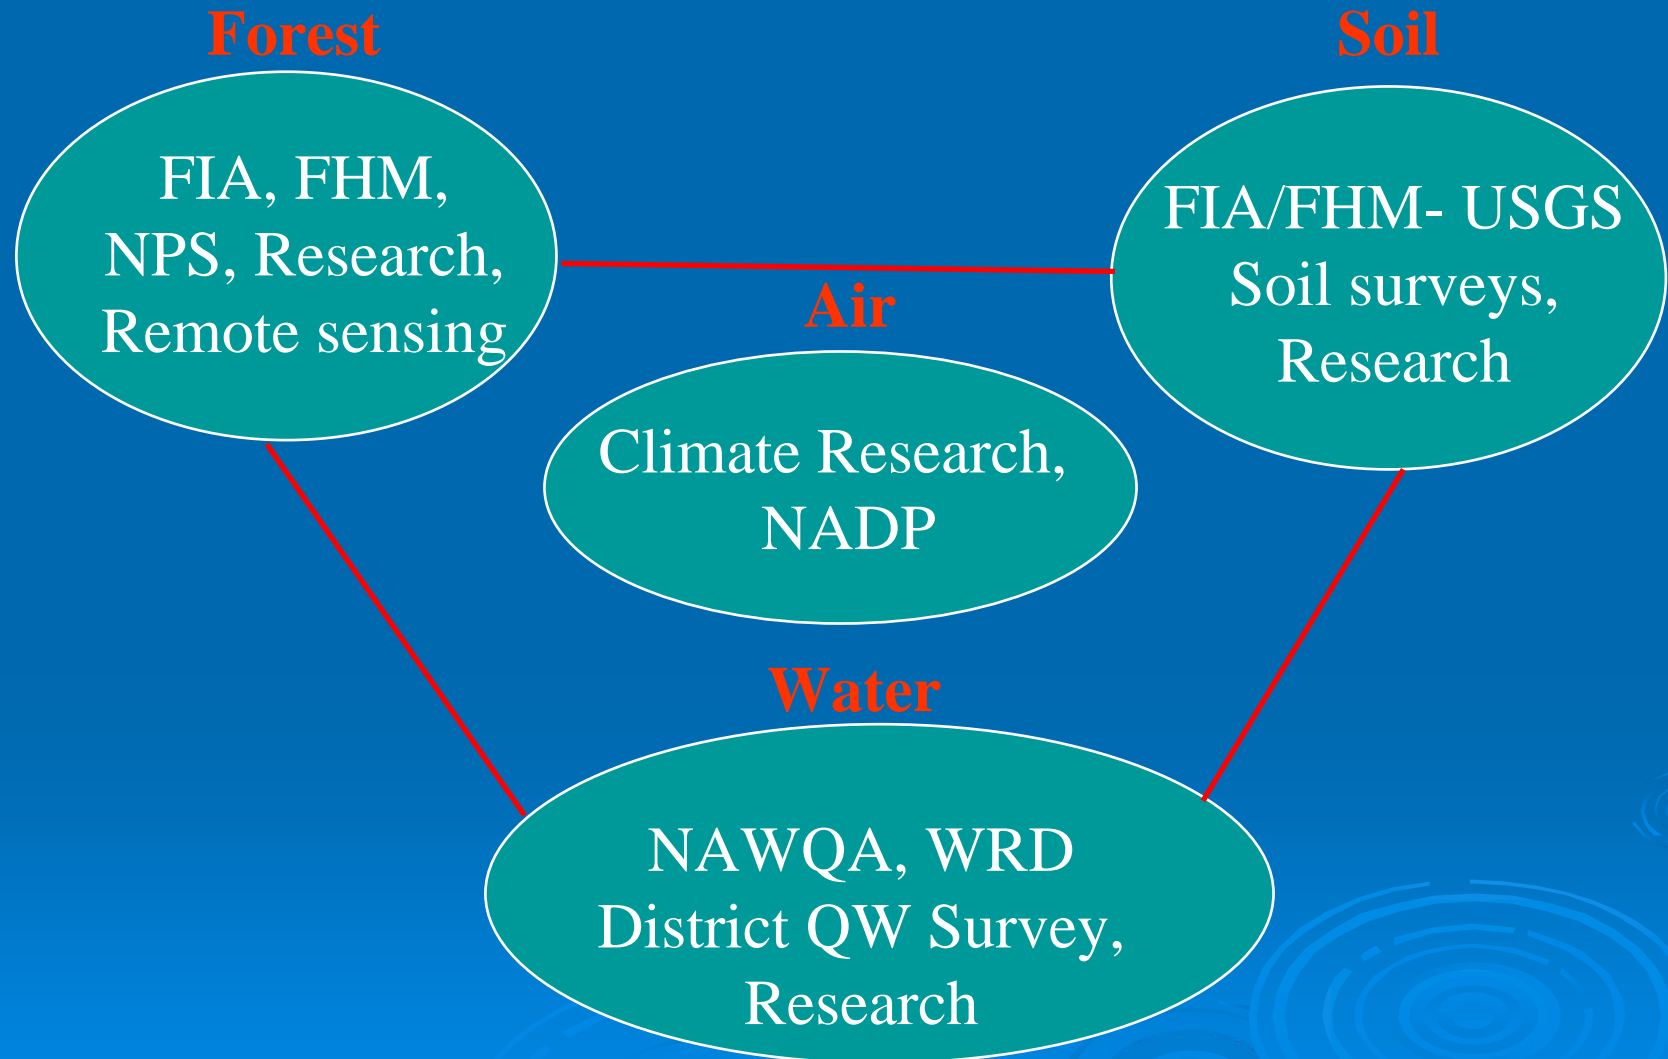 Forest
FIA, FHM,
NPS, Research,
Remote sensing
Soil
FIA/FHM- USGS
Soil surveys,
Research
Air
Climate Research,
NADP
Water
NAWQA, WRD
District QW Survey,
Research